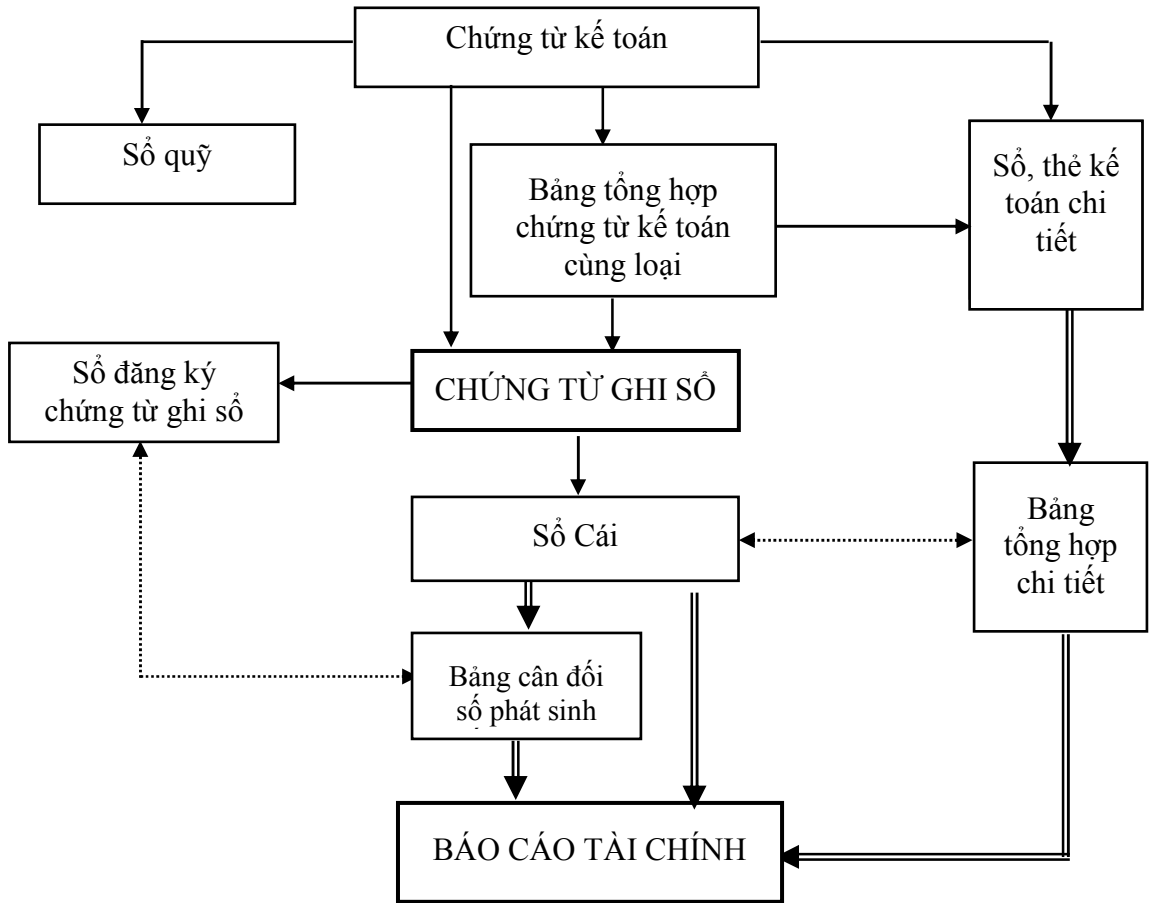 Chứng từ kế toán
Sổ quỹ
Bảng tổng hợp
chứng từ kế toán
cùng loại
Sổ, thẻ kế
toán chi
tiết
Sổ đăng ký
chứng từ ghi sổ
CHỨNG TỪ GHI SỔ
Sổ Cái
Bảng
tổng hợp
chi tiết
Bảng cân đối
số phát sinh
BÁO CÁO TÀI CHÍNH